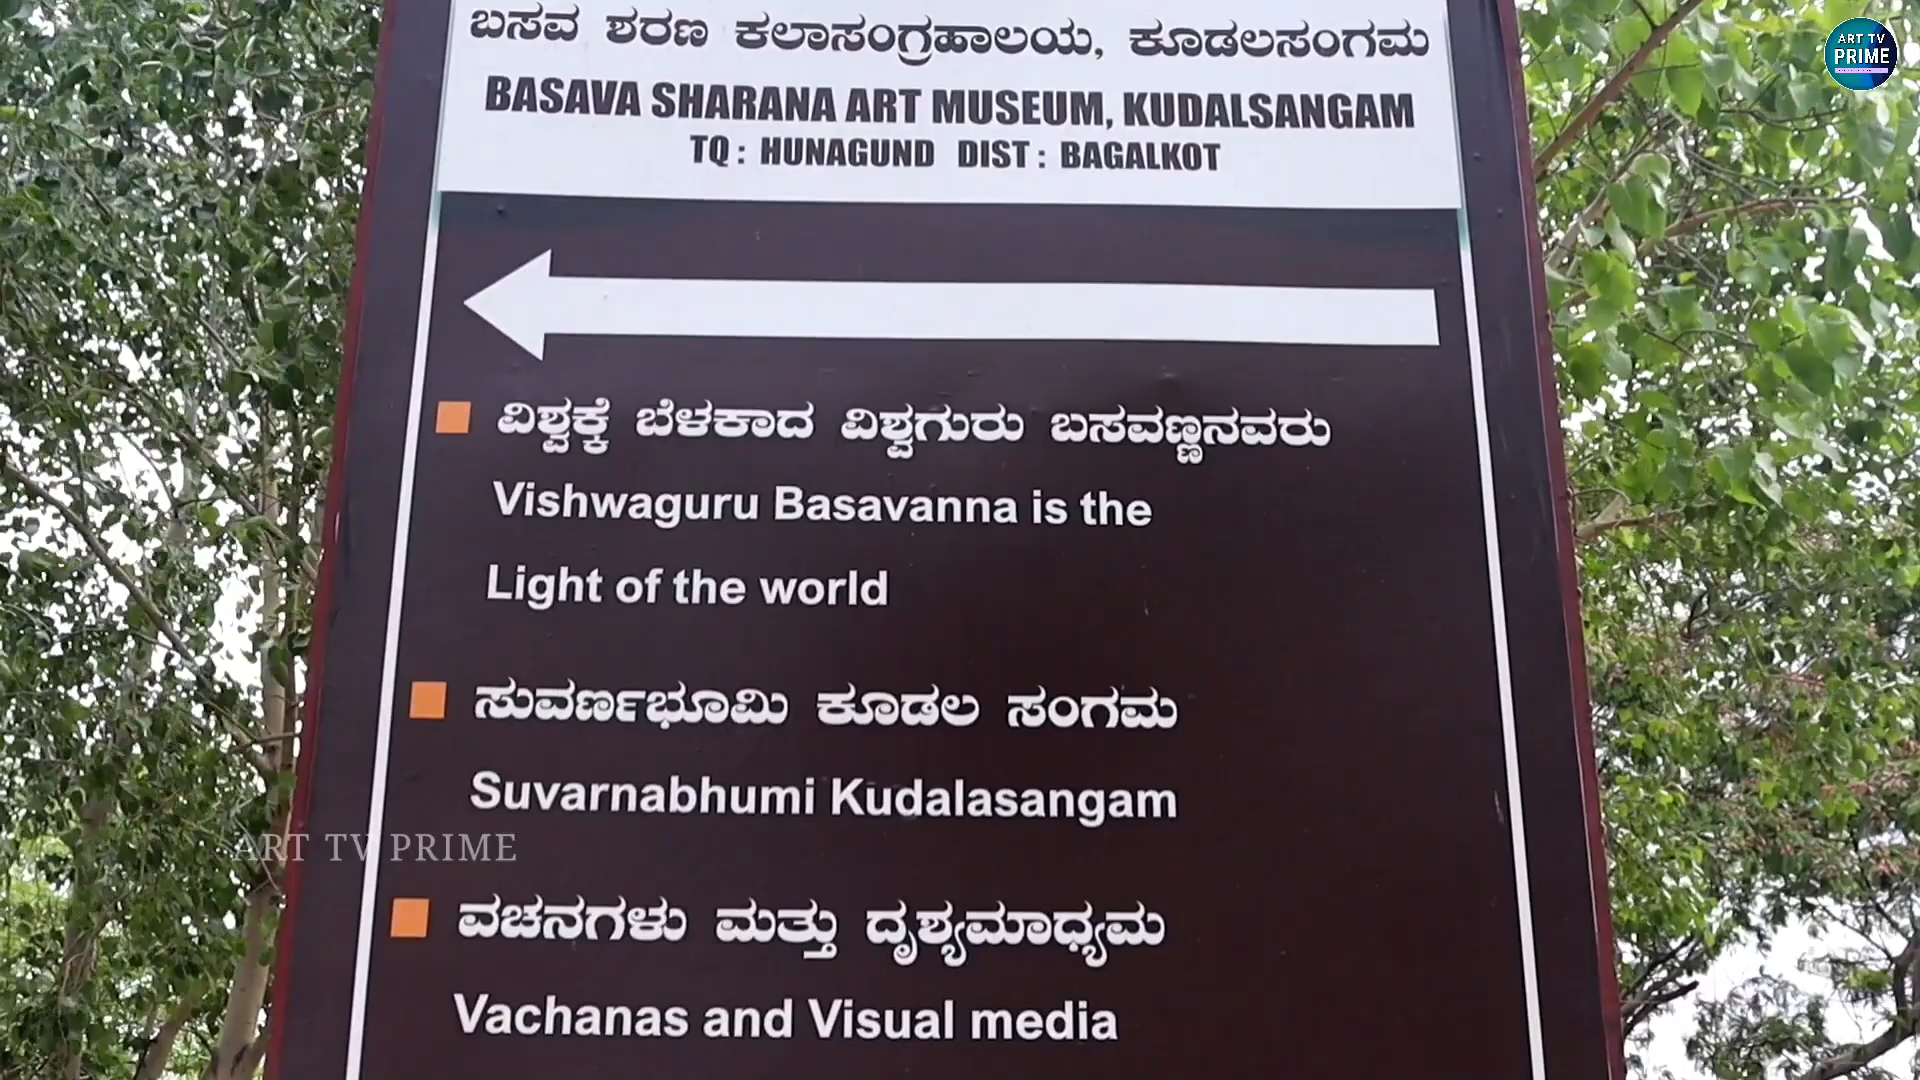 ಬಸವ ಶರಣ ಕಲಾಸಂಗ್ರಹಾಲಯ, ಕೂಡಲಸಂಗಮ
ART TV
PRIME
BASAVA SHARANA ART MUSEUM, KUDALSANGAM
TQ : HUNAGUND DIST : BAGALKOT
ವಿಶ್ವಕ್ಕೆ ಬೆಳಕಾದ ವಿಶ್ವಗುರು ಬಸವಣ್ಣನವರು
Vishwaguru Basavanna is the
Light of the world
ಸುವರ್ಣಭೂಮಿ ಕೂಡಲ ಸಂಗಮ
Suvarnabhumi Kudalasangam
ART TV PRIME
ವಚನಗಳು ಮತ್ತು ದೃಶ್ಯಮಾಧ್ಯಮ
Vachanas and Visual media